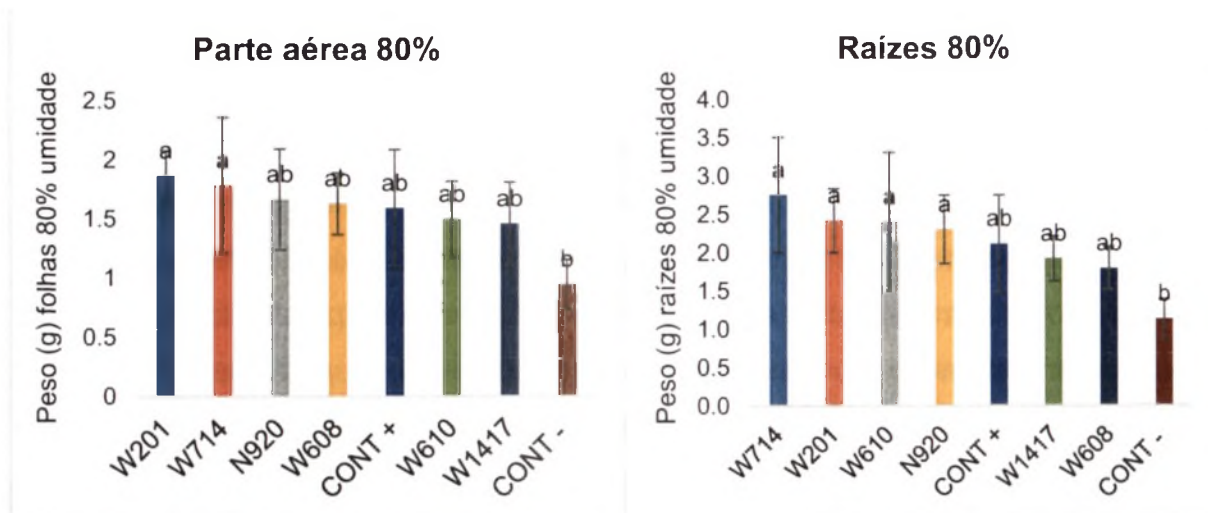 Parte aérea 80%
Peso (g) folhas 80% umidade
2.5
2
1.5
1
0.5
0
a
a
ab
ab
ab
ab
ab
b
W201
W714
N920
W608
CONT +
W610
W1417
CONT -
Raízes 80%
Peso (g) raízes 80% umidade
4.0
3.5
3.0
2.5
2.0
1.5
1.0
0.5
0.0
a
a
a
a
ab
ab
ab
b
W714
W201
W610
N920
CONT +
W1417
W608
CONT -